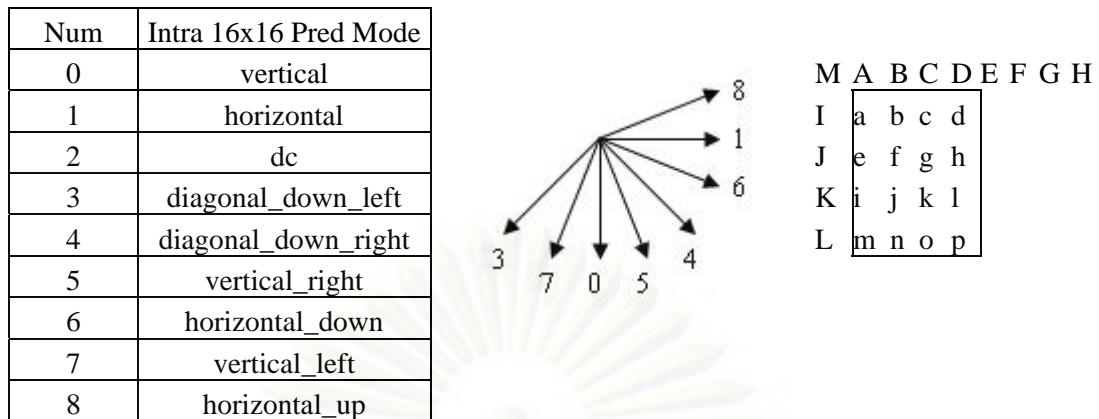 Num Intra 16x16 Pred Mode
0 vertical
1 horizontal
2 dc
3 diagonal_down_left
4 diagonal_down_right
5 vertical_right
6 horizontal_down
7 vertical_left
8 horizontal_up
8
1
6
3
7
0
5
4
M A B C D E F G H
I a b c d
J e f g h
K i j k l
L m n o p